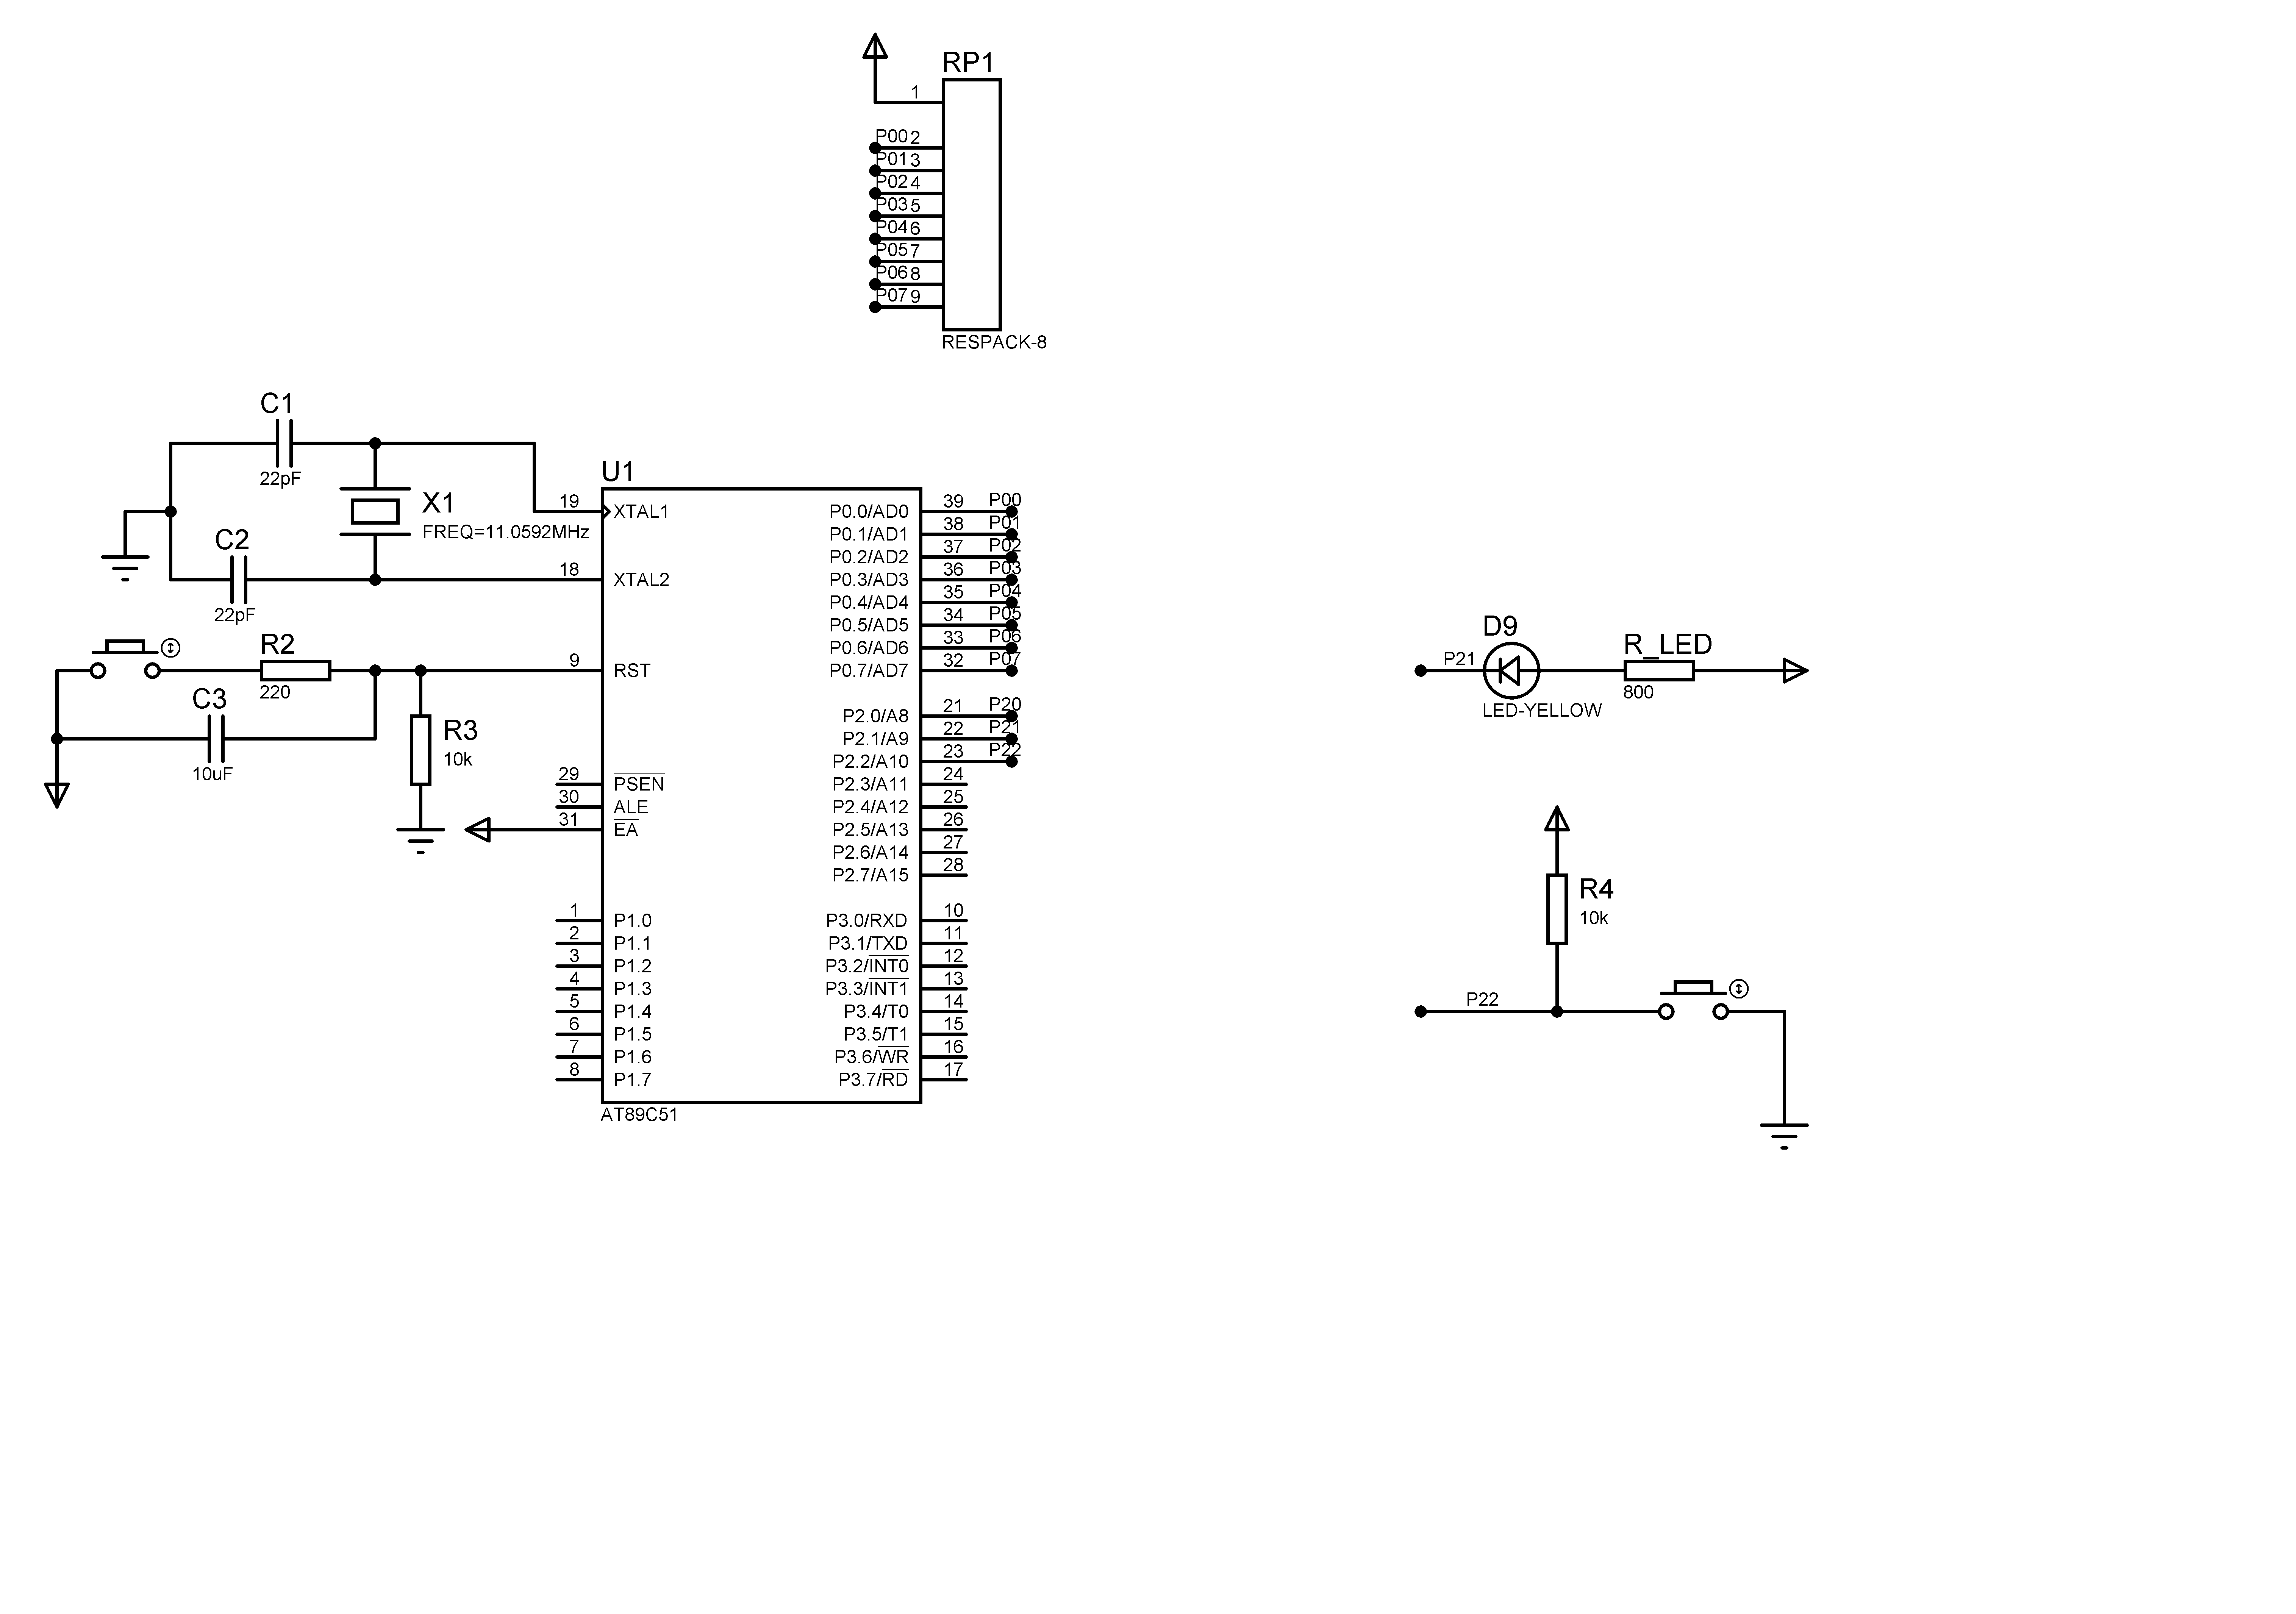 RP1
1
P00 2
P01 3
P02 4
P03 5
P04 6
P05 7
P06 8
P07 9
RESPACK-8
C1
22pF
X1
FREQ=11.0592MHz
C2
22pF
R2
220
C3
10uF
R3
10k
U1
19 XTAL1
18 XTAL2
9 RST
29 PSEN
30 ALE
31 EA
1 P1.0
2 P1.1
3 P1.2
4 P1.3
5 P1.4
6 P1.5
7 P1.6
8 P1.7
P0.0/AD0 39 P00
P0.1/AD1 38 P01
P0.2/AD2 37 P02
P0.3/AD3 36 P03
P0.4/AD4 35 P04
P0.5/AD5 34 P05
P0.6/AD6 33 P06
P0.7/AD7 32 P07
P2.0/A8 21 P20
P2.1/A9 22 P21
P2.2/A10 23 P22
P2.3/A11 24
P2.4/A12 25
P2.5/A13 26
P2.6/A14 27
P2.7/A15 28
P3.0/RXD 10
P3.1/TXD 11
P3.2/INT0 12
P3.3/INT1 13
P3.4/T0 14
P3.5/T1 15
P3.6/WR 16
P3.7/RD 17
AT89C51
D9
P21
LED-YELLOW
R_LED
800
R4
10k
P22